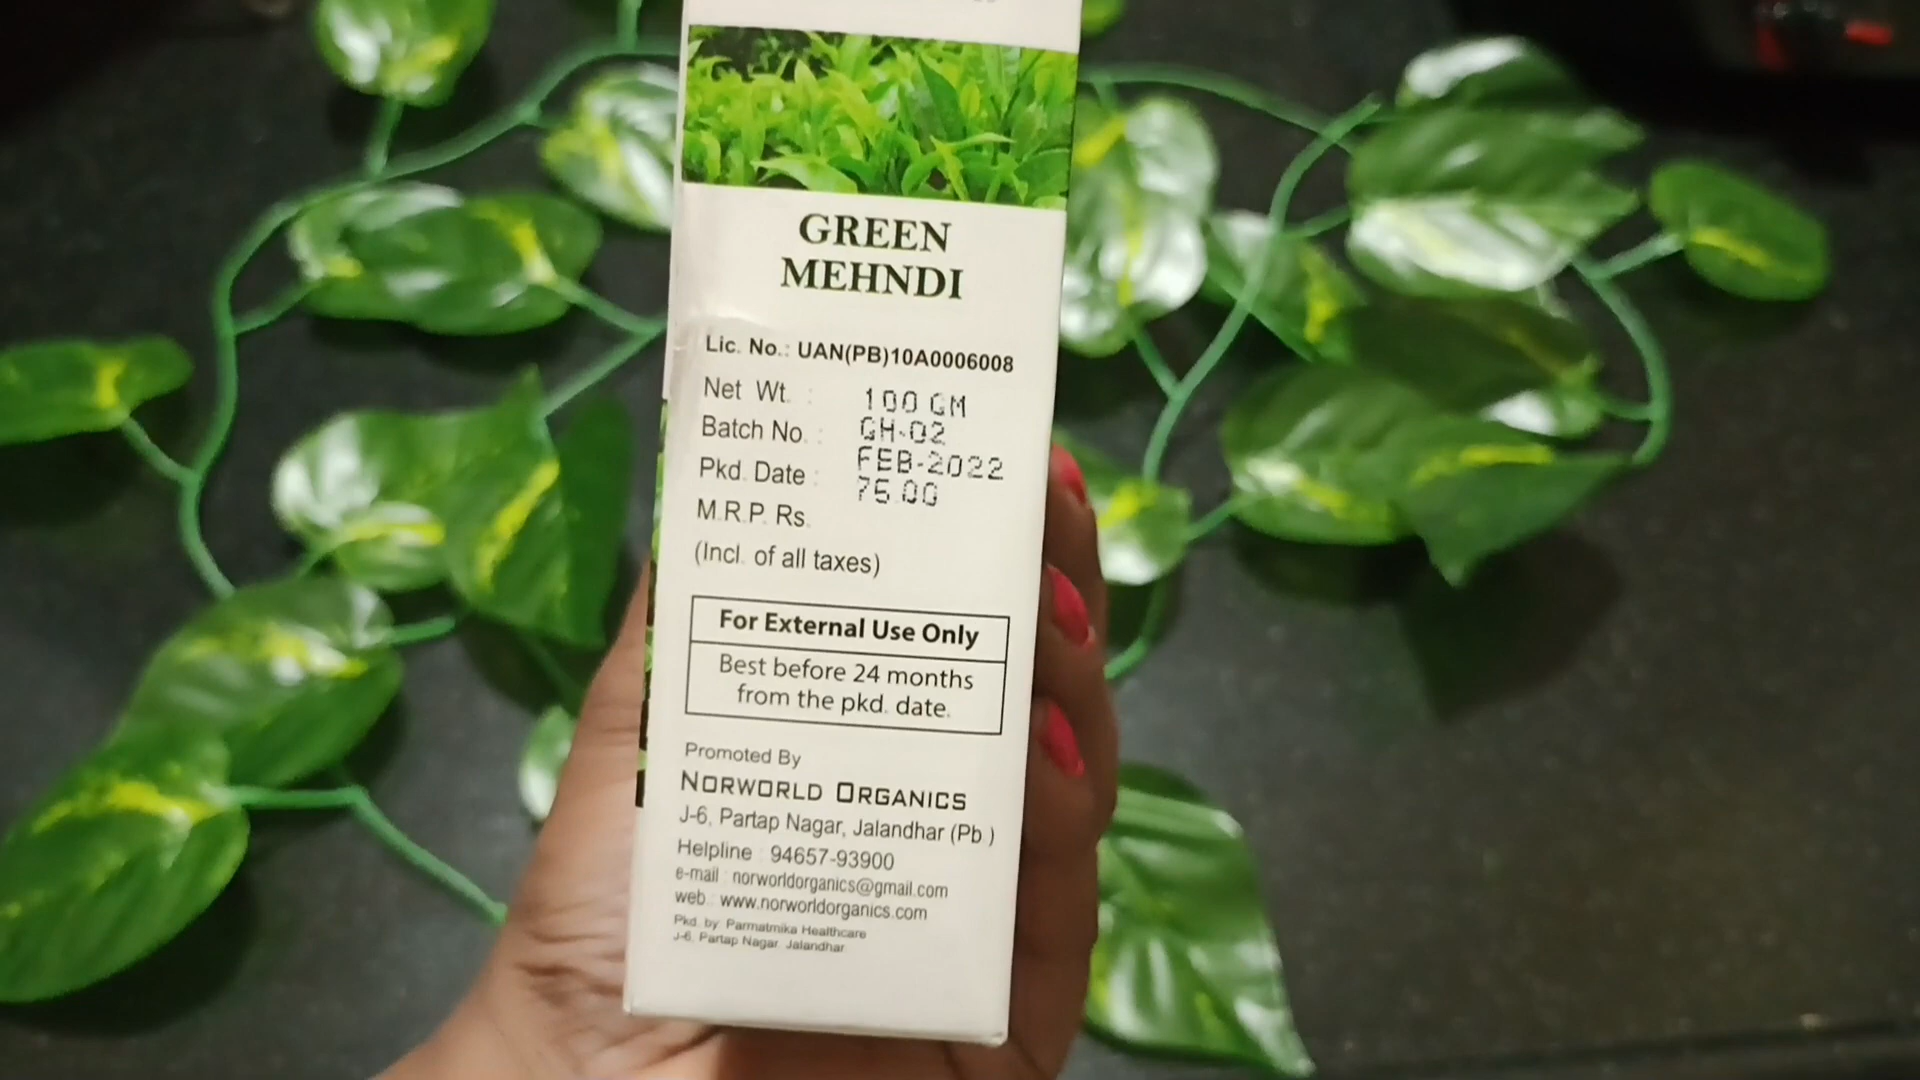 GREEN
MEHNDI
Lic. No.: UAN(PB)10A0006008
Net Wt. : 100 GM
Batch No. : GH-02
Pkd. Date : FEB-2022
M.R.P. Rs. 75.00
(Incl. of all taxes)
For External Use Only
Best before 24 months
from the pkd. date.
Promoted By
NORWORLD ORGANICS
J-6, Partap Nagar, Jalandhar (Pb.)
Helpline : 94657-93900
e-mail : norworldorganics@gmail.com
web : www.norworldorganics.com
Pkd. by: Parmatmika Healthcare
J-6, Partap Nagar, Jalandhar